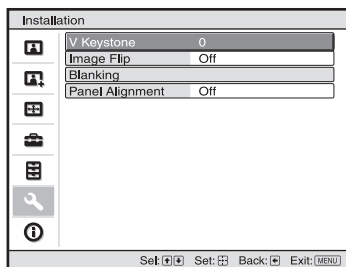 Installation
V Keystone 0
Image Flip Off
Blanking
Panel Alignment Off
Sel: Set: Back: Exit: MENU